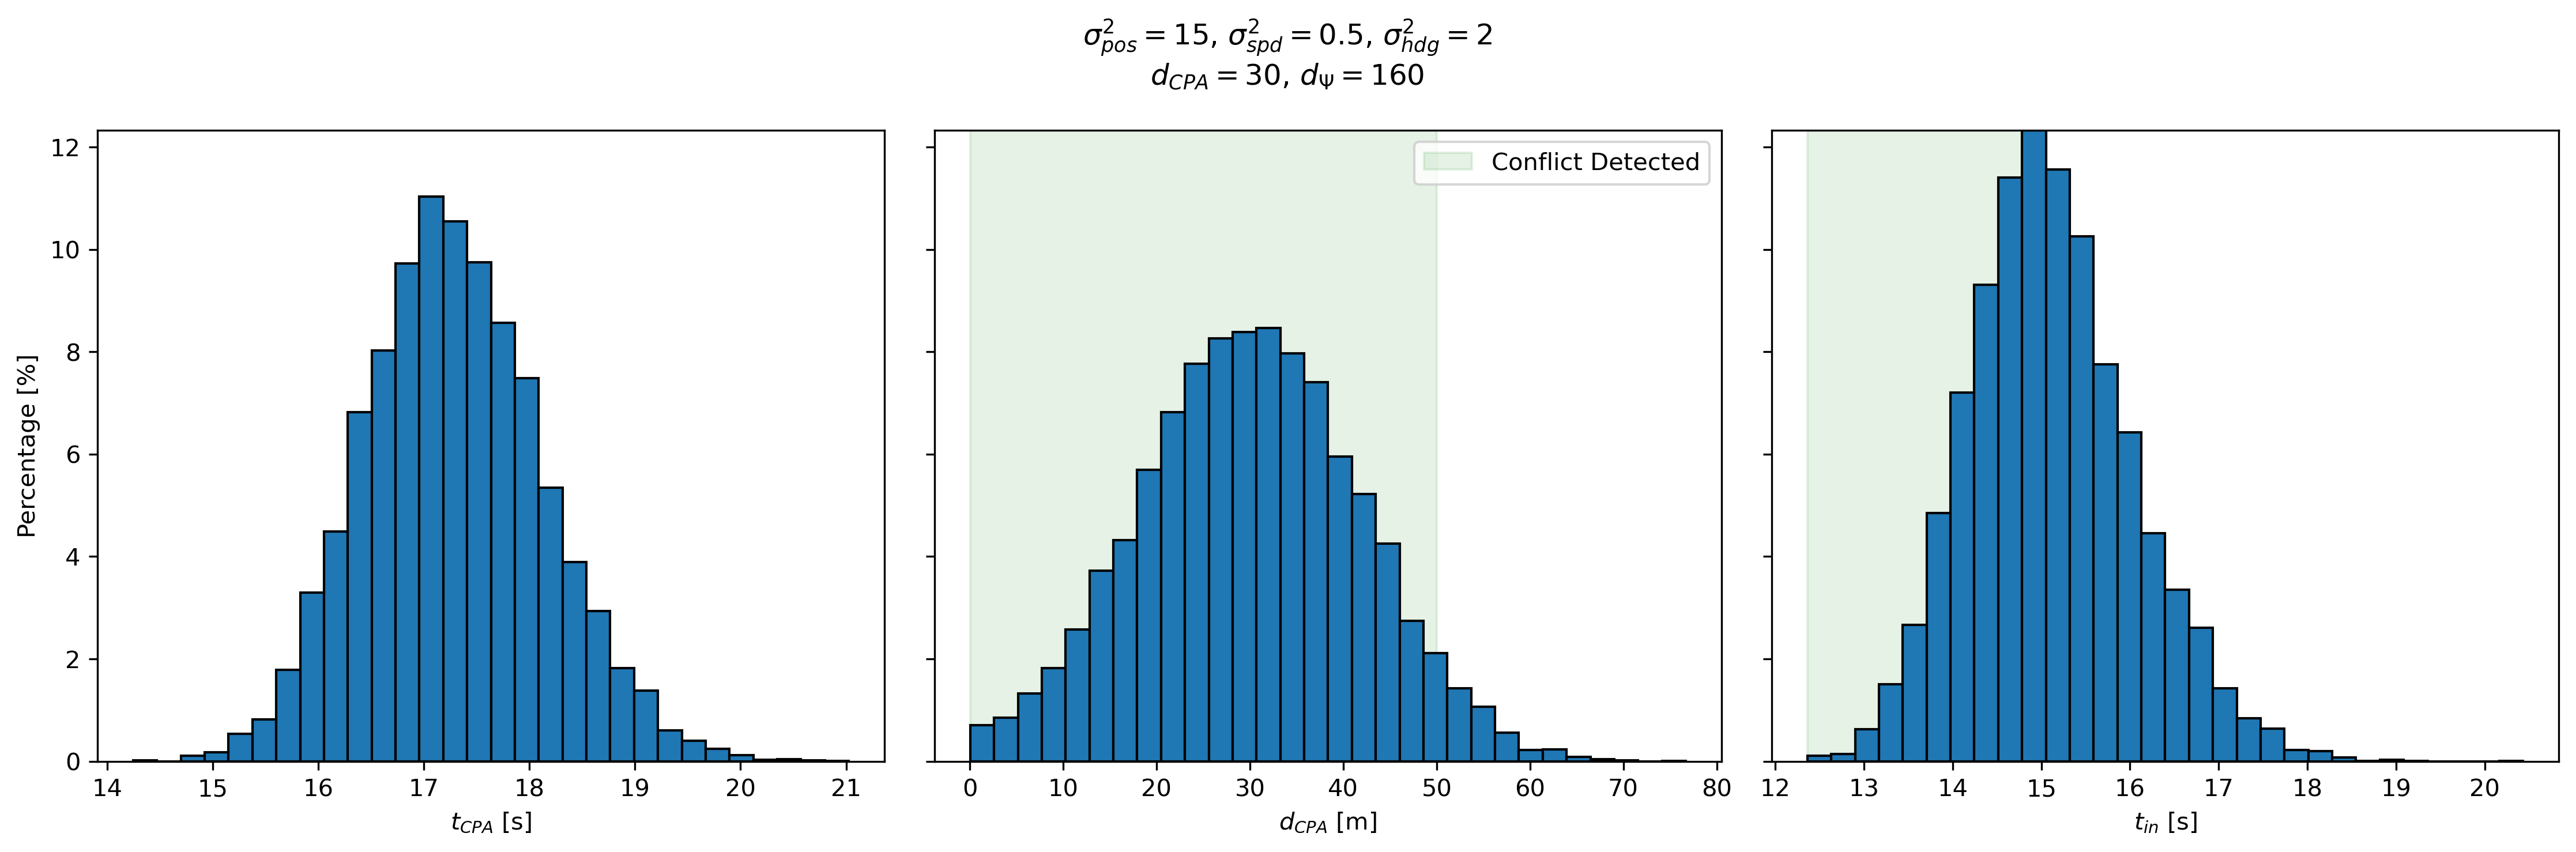 σ²pos = 15, σ²spd = 0.5, σ²hdg = 2
dCPA = 30, dΨ = 160
Percentage [%]
12
10
8
6
4
2
0
14 15 16 17 18 19 20 21
tCPA [s]
Conflict Detected
0 10 20 30 40 50 60 70 80
dCPA [m]
12 13 14 15 16 17 18 19 20
tin [s]